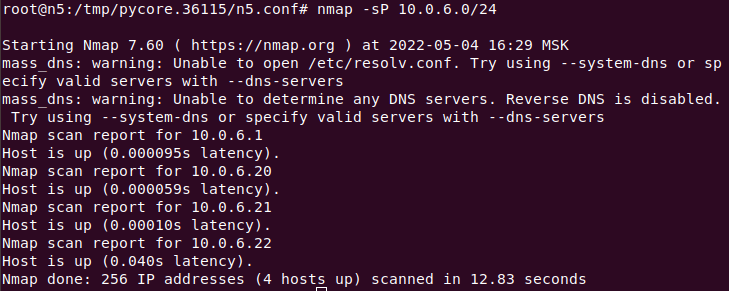 root@n5:/tmp/pycore.36115/n5.conf# nmap -sP 10.0.6.0/24
Starting Nmap 7.60 ( https://nmap.org ) at 2022-05-04 16:29 MSK
mass_dns: warning: Unable to open /etc/resolv.conf. Try using --system-dns or sp
ecify valid servers with --dns-servers
mass_dns: warning: Unable to determine any DNS servers. Reverse DNS is disabled.
 Try using --system-dns or specify valid servers with --dns-servers
Nmap scan report for 10.0.6.1
Host is up (0.000095s latency).
Nmap scan report for 10.0.6.20
Host is up (0.000059s latency).
Nmap scan report for 10.0.6.21
Host is up (0.00010s latency).
Nmap scan report for 10.0.6.22
Host is up (0.040s latency).
Nmap done: 256 IP addresses (4 hosts up) scanned in 12.83 seconds